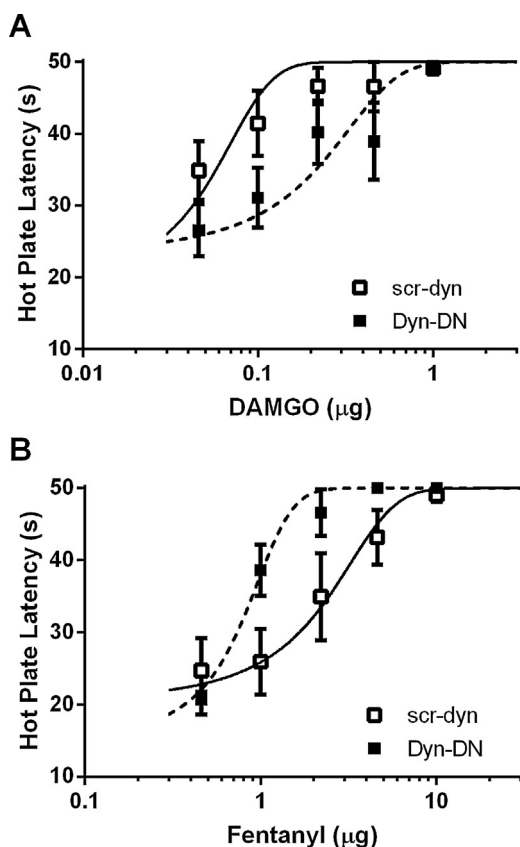 A
Hot Plate Latency (s)
50
40
30
20
10
scr-dyn
Dyn-DN
0.01
0.1
1
DAMGO (μg)
B
Hot Plate Latency (s)
50
40
30
20
10
scr-dyn
Dyn-DN
0.1
1
10
Fentanyl (μg)